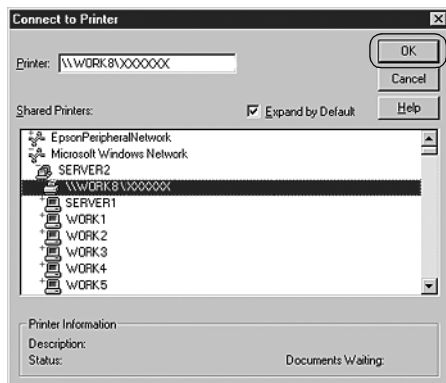 Connect to Printer
Printer: \\WORK8\XXXXXX
OK
Cancel
Help
Shared Printers:
Expand by Default
EpsonPeripheralNetwork
Microsoft Windows Network
SERVER2
\\WORK8\XXXXXX
SERVER1
WORK1
WORK2
WORK3
WORK4
WORK5
Printer Information
Description:
Status:
Documents Waiting: